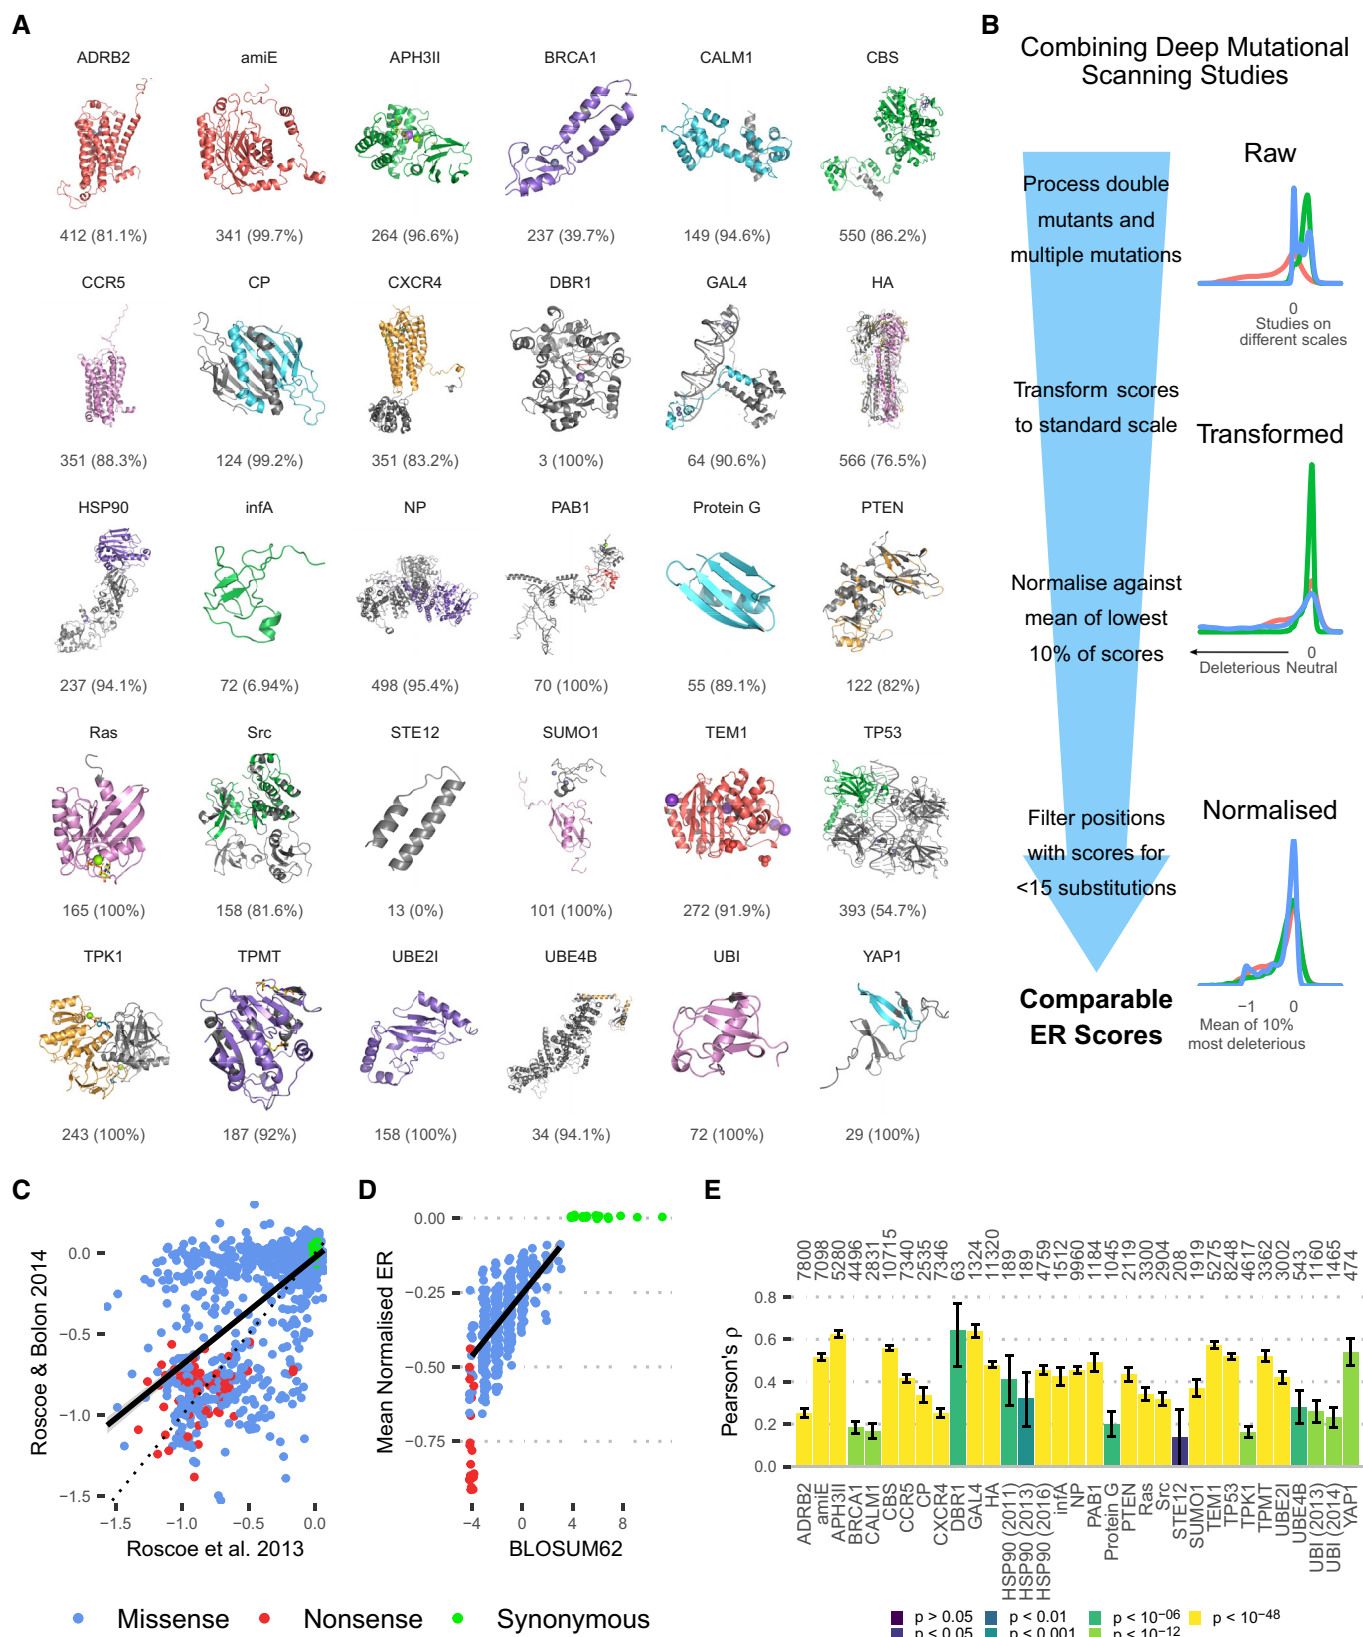 A
ADRB2 amiE APH3II BRCA1 CALM1 CBS
412 (81.1%) 341 (99.7%) 264 (96.6%) 237 (39.7%) 149 (94.6%) 550 (86.2%)
CCR5 CP CXCR4 DBR1 GAL4 HA
351 (88.3%) 124 (99.2%) 351 (83.2%) 3 (100%) 64 (90.6%) 566 (76.5%)
HSP90 infA NP PAB1 Protein G PTEN
237 (94.1%) 72 (6.94%) 498 (95.4%) 70 (100%) 55 (89.1%) 122 (82%)
Ras Src STE12 SUMO1 TEM1 TP53
165 (100%) 158 (81.6%) 13 (0%) 101 (100%) 272 (91.9%) 393 (54.7%)
TPK1 TPMT UBE2I UBE4B UBI YAP1
243 (100%) 187 (92%) 158 (100%) 34 (94.1%) 72 (100%) 29 (100%)
B
Combining Deep Mutational
Scanning Studies
Process double
mutants and
multiple mutations
Transform scores
to standard scale
Normalise against
mean of lowest
10% of scores
Filter positions
with scores for
<15 substitutions
Comparable
ER Scores
Raw
0
Studies on
different scales
Transformed
0
Deleterious Neutral
Normalised
−1 0
Mean of 10%
most deleterious
C
Roscoe & Bolon 2014
0.0
−0.5
−1.0
−1.5
−1.5 −1.0 −0.5 0.0
Roscoe et al. 2013
D
Mean Normalised ER
0.00
−0.25
−0.50
−0.75
−4 0 4 8
BLOSUM62
Missense Nonsense Synonymous
E
7800 7098 5280 4496 2831 10715 7340 2535 7346 63 1324 11320 189 189 4759 1512 9960 1184 1045 2119 3300 2904 208 1919 5275 8248 4617 3362 3002 543 1160 1465 474
Pearson's ρ
0.8
0.6
0.4
0.2
0.0
ADRB2 amiE APH3II BRCA1 CALM1 CBS CCR5 CP CXCR4 DBR1 GAL4 HA HSP90 (2011) HSP90 (2013) HSP90 (2016) infA NP PAB1 Protein G PTEN Ras Src STE12 SUMO1 TEM1 TP53 TPK1 TPMT UBE2I UBE4B UBI (2013) UBI (2014) YAP1
p > 0.05 p < 0.01 p < 10−06 p < 10−48
p < 0.05 p < 0.001 p < 10−12